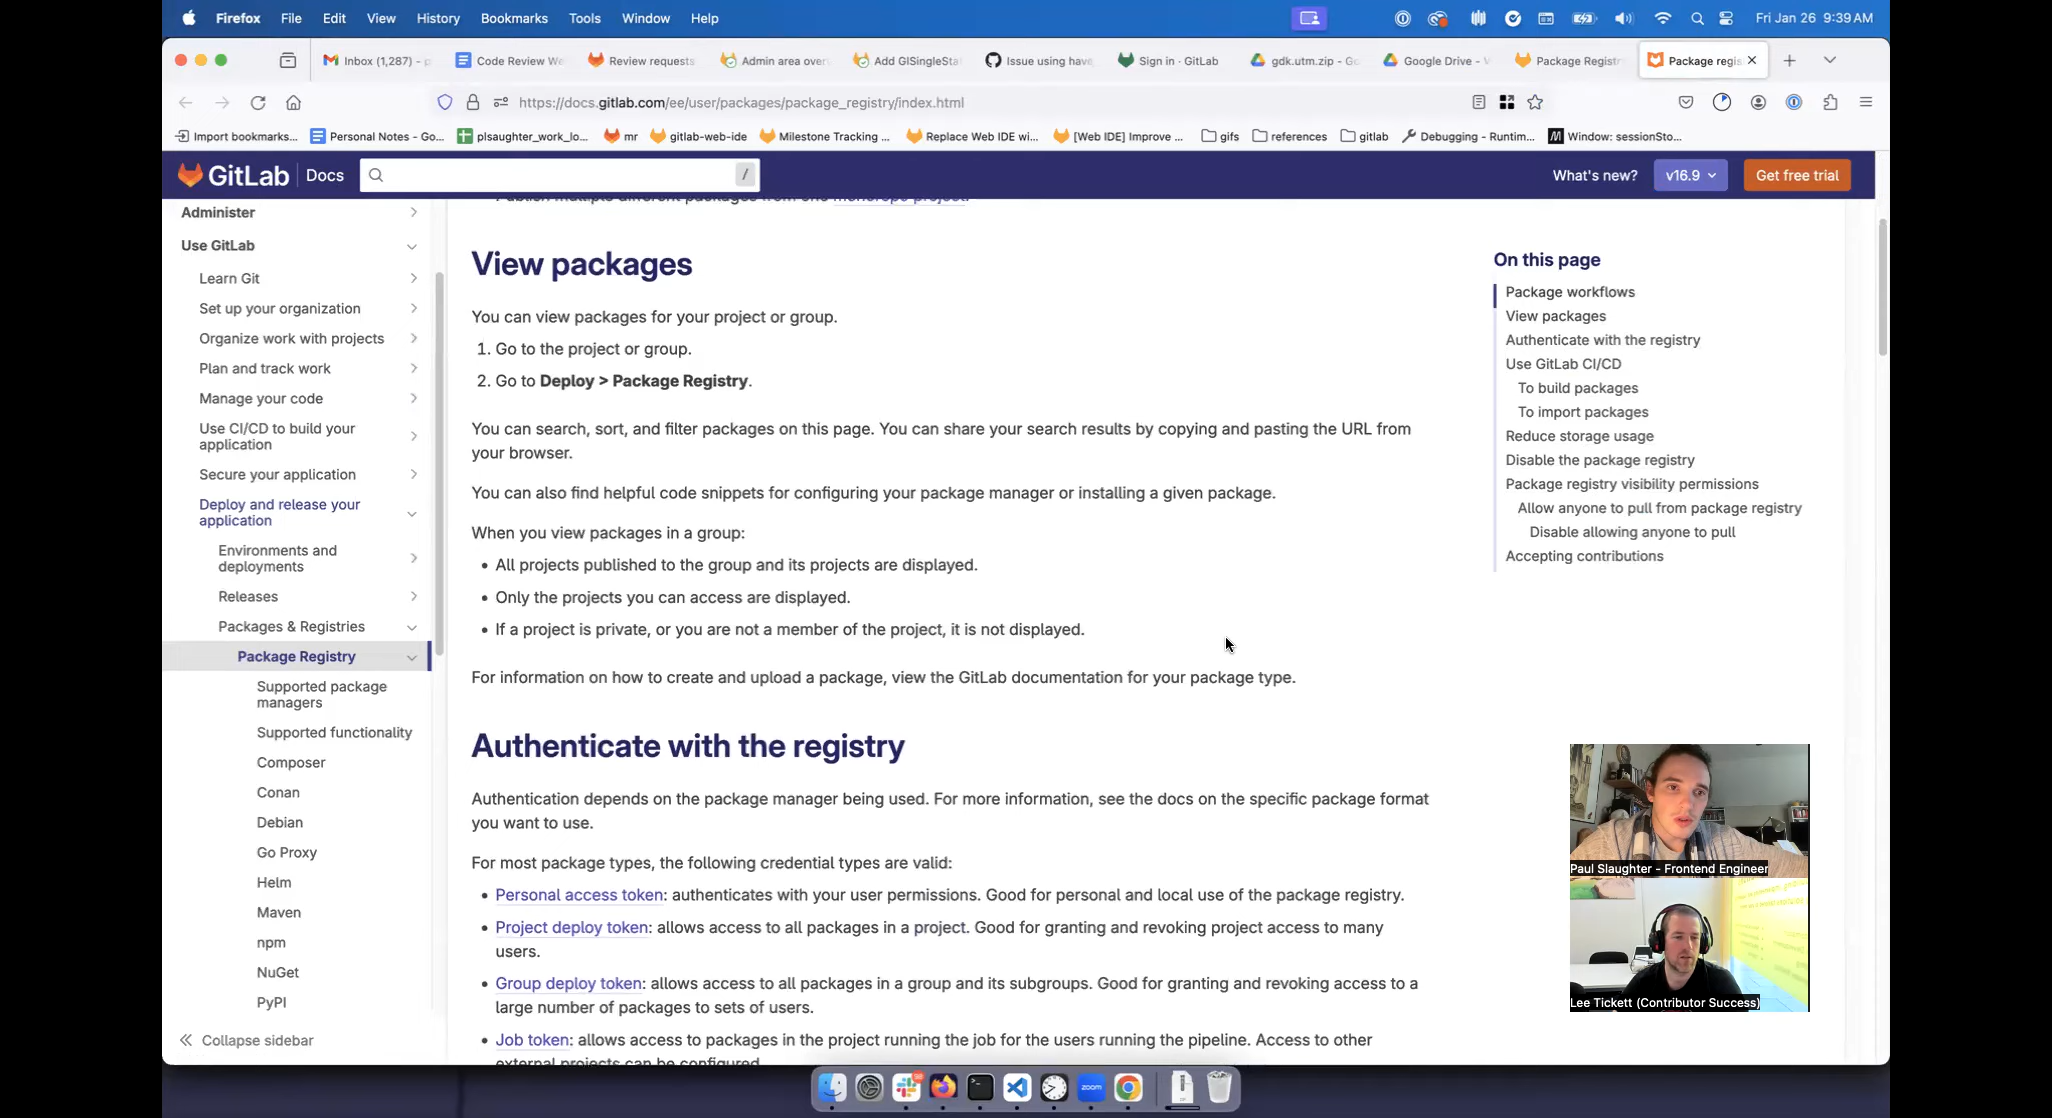 Firefox File Edit View History Bookmarks Tools Window Help
Fri Jan 26 9:39 AM
Inbox (1,287) - p
Code Review We
Review requests
Admin area over
Add GlSingleSta
Issue using have
Sign in · GitLab
gdk.utm.zip - Go
Google Drive - V
Package Registr
Package regis
https://docs.gitlab.com/ee/user/packages/package_registry/index.html
Import bookmarks...
Personal Notes - Go...
plsaughter_work_lo...
mr
gitlab-web-ide
Milestone Tracking ...
Replace Web IDE wi...
[Web IDE] Improve ...
gifs
references
gitlab
Debugging - Runtim...
Window: sessionSto...
GitLab Docs
/
What's new?
v16.9
Get free trial
Administer
Use GitLab
Learn Git
Set up your organization
Organize work with projects
Plan and track work
Manage your code
Use CI/CD to build your
application
Secure your application
Deploy and release your
application
Environments and
deployments
Releases
Packages & Registries
Package Registry
Supported package
managers
Supported functionality
Composer
Conan
Debian
Go Proxy
Helm
Maven
npm
NuGet
PyPI
Collapse sidebar
Publish multiple different packages from one monorepo project.
View packages
You can view packages for your project or group.
1. Go to the project or group.
2. Go to Deploy > Package Registry.
You can search, sort, and filter packages on this page. You can share your search results by copying and pasting the URL from
your browser.
You can also find helpful code snippets for configuring your package manager or installing a given package.
When you view packages in a group:
• All projects published to the group and its projects are displayed.
• Only the projects you can access are displayed.
• If a project is private, or you are not a member of the project, it is not displayed.
For information on how to create and upload a package, view the GitLab documentation for your package type.
Authenticate with the registry
Authentication depends on the package manager being used. For more information, see the docs on the specific package format
you want to use.
For most package types, the following credential types are valid:
• Personal access token: authenticates with your user permissions. Good for personal and local use of the package registry.
• Project deploy token: allows access to all packages in a project. Good for granting and revoking project access to many
users.
• Group deploy token: allows access to all packages in a group and its subgroups. Good for granting and revoking access to a
large number of packages to sets of users.
• Job token: allows access to packages in the project running the job for the users running the pipeline. Access to other
external projects can be configured.
On this page
Package workflows
View packages
Authenticate with the registry
Use GitLab CI/CD
To build packages
To import packages
Reduce storage usage
Disable the package registry
Package registry visibility permissions
Allow anyone to pull from package registry
Disable allowing anyone to pull
Accepting contributions
Paul Slaughter - Frontend Engineer
Lee Tickett (Contributor Success)
zoom